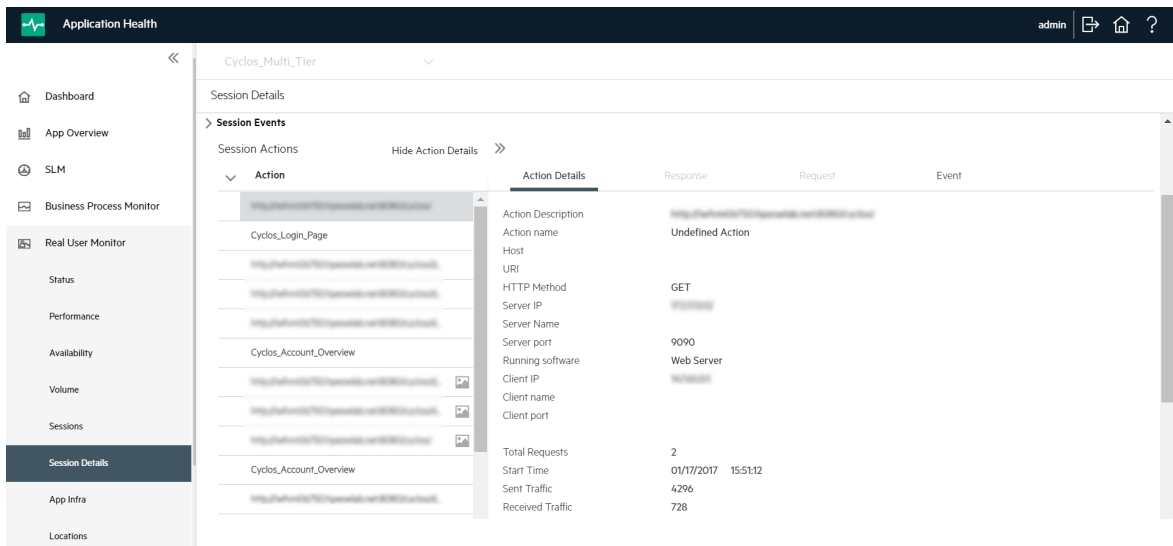 Application Health
admin
?
Cyclos_Multi_Tier
Dashboard
Session Details
App Overview
Session Events
Session Actions
Hide Action Details
SLM
Action
Action Details
Response
Request
Event
Business Process Monitor
Action Description
Cyclos_Login_Page
Action name
Undefined Action
Real User Monitor
Host
URI
Status
HTTP Method
GET
Server IP
Performance
Server Name
Server port
9090
Availability
Cyclos_Account_Overview
Running software
Web Server
Client IP
Volume
Client name
Client port
Sessions
Total Requests
2
Session Details
Cyclos_Account_Overview
Start Time
01/17/2017 15:51:12
Sent Traffic
4296
App Infra
Received Traffic
728
Locations